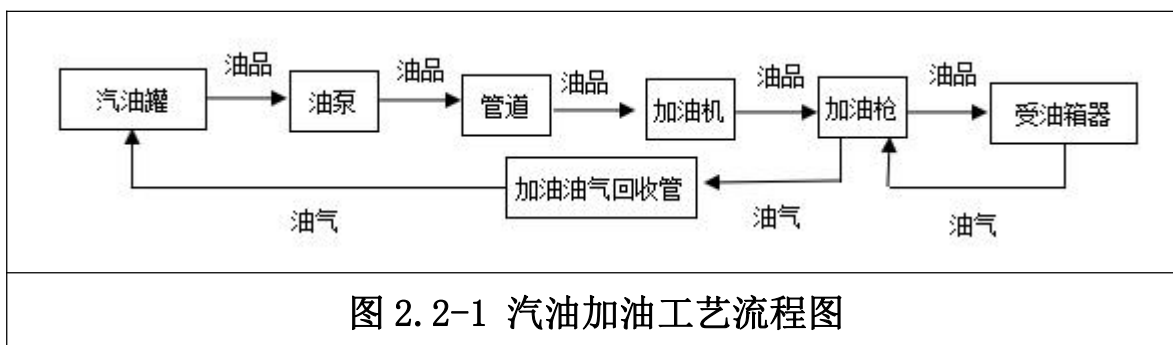 油品 油品 油品 油品 油品
汽油罐 油泵 管道 加油机 加油枪 受油箱器
加油油气回收管
油气 油气 油气
图 2.2-1 汽油加油工艺流程图